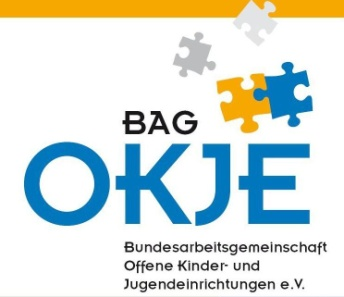 BAG
OKJE
Bundesarbeitsgemeinschaft
Offene Kinder- und
Jugendeinrichtungen e.V.